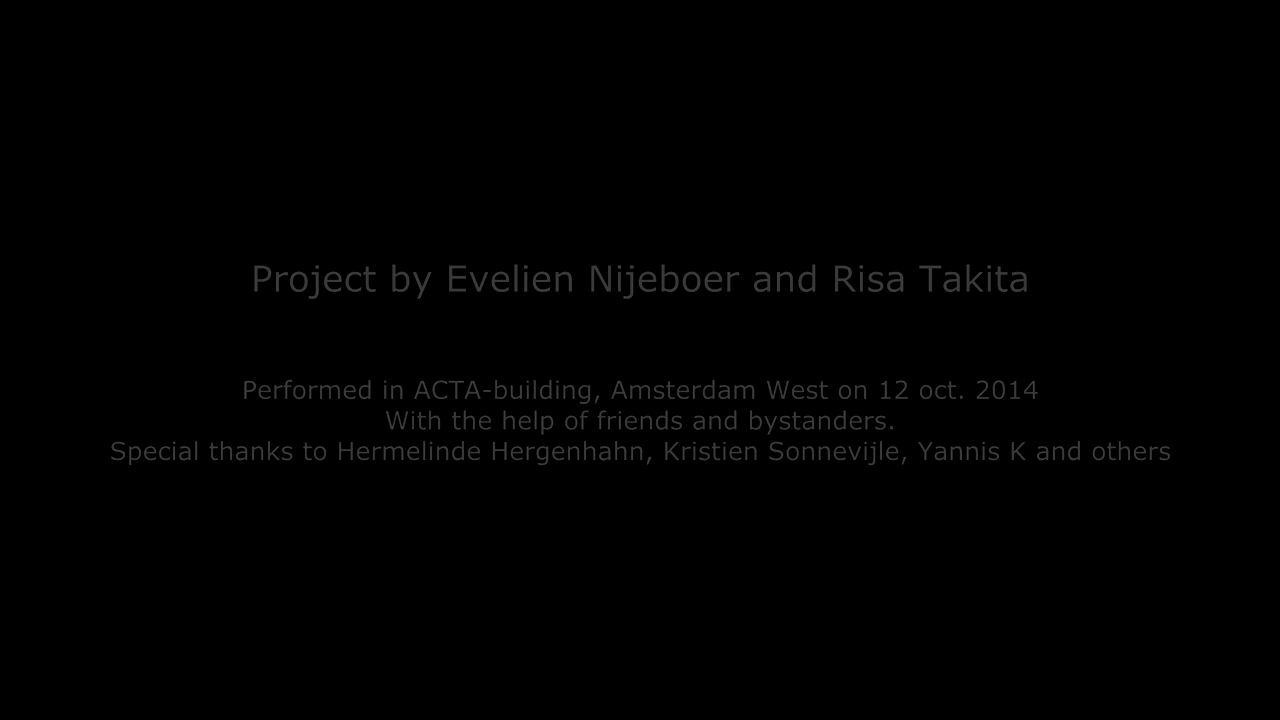 Project by Evelien Nijeboer and Risa Takita
Performed in ACTA-building, Amsterdam West on 12 oct. 2014
With the help of friends and bystanders.
Special thanks to Hermelinde Hergenhahn, Kristien Sonnevijle, Yannis K and others